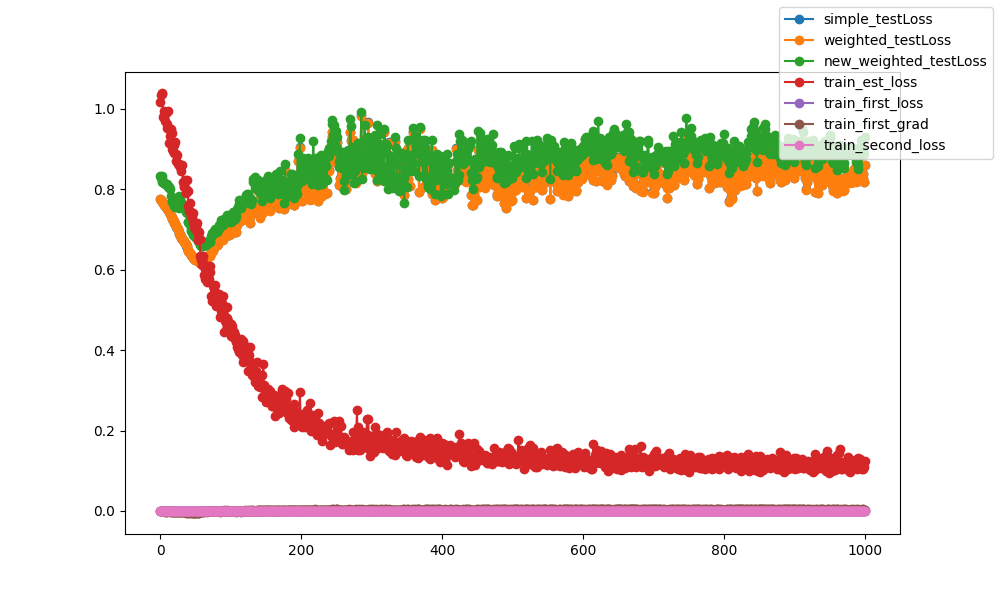 simple_testLoss
weighted_testLoss
new_weighted_testLoss
train_est_loss
train_first_loss
train_first_grad
train_second_loss
1.0
0.8
0.6
0.4
0.2
0.0
0 200 400 600 800 1000